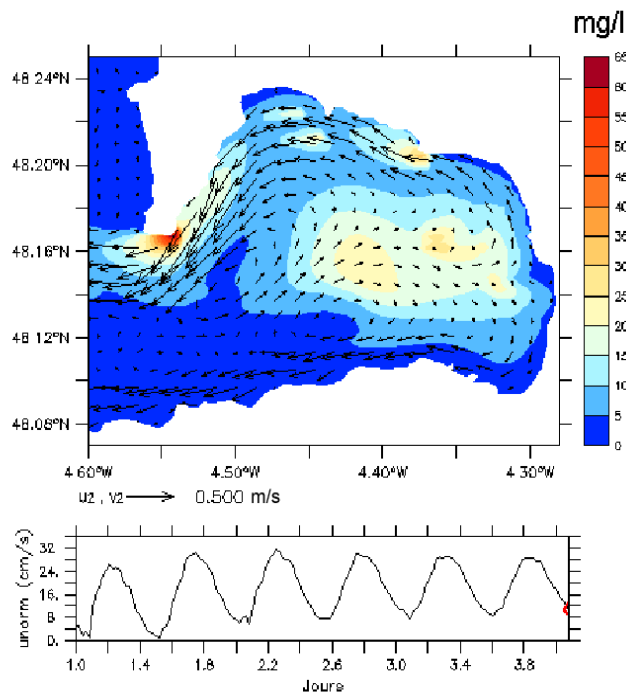 mg/l
65
60
55
50
45
40
35
30
25
20
15
10
5
0
48.24°N
48.20°N
48.16°N
48.12°N
48.08°N
4.60°W 4.50°W 4.40°W 4.30°W
u2 , v2 0.500 m/s
unorm (cm/s)
32.
24.
16.
8.
0.
1.0 1.4 1.8 2.2 2.6 3.0 3.4 3.8
Jours